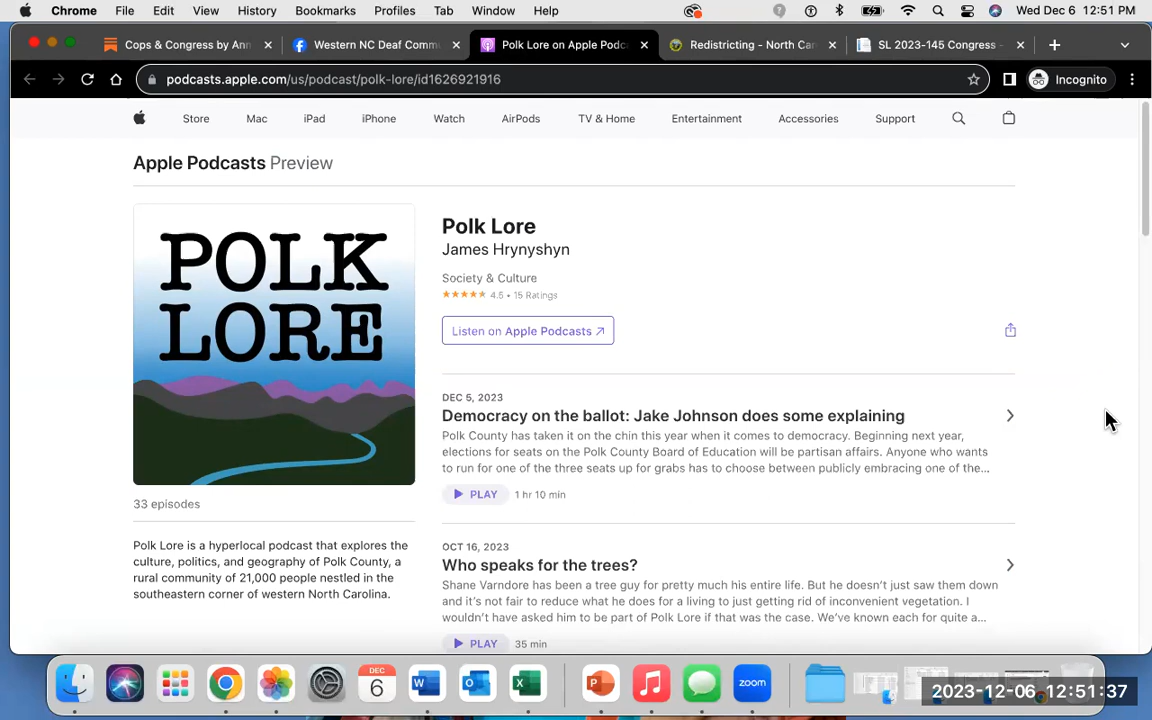 Chrome File Edit View History Bookmarks Profiles Tab Window Help Wed Dec 6 12:51 PM
Cops & Congress by Ann Western NC Deaf Comm Polk Lore on Apple Podc Redistricting - North Ca SL 2023-145 Congress -
podcasts.apple.com/us/podcast/polk-lore/id1626921916 Incognito
Store Mac iPad iPhone Watch AirPods TV & Home Entertainment Accessories Support
Apple Podcasts Preview
POLK
LORE
Polk Lore
James Hrynyshyn
Society & Culture
4.5 • 15 Ratings
Listen on Apple Podcasts ↗
DEC 5, 2023
Democracy on the ballot: Jake Johnson does some explaining
Polk County has taken it on the chin this year when it comes to democracy. Beginning next year,
elections for seats on the Polk County Board of Education will be partisan affairs. Anyone who wants
to run for one of the three seats up for grabs has to choose between publicly embracing one of the...
PLAY 1 hr 10 min
33 episodes
Polk Lore is a hyperlocal podcast that explores the
culture, politics, and geography of Polk County, a
rural community of 21,000 people nestled in the
southeastern corner of western North Carolina.
OCT 16, 2023
Who speaks for the trees?
Shane Varndore has been a tree guy for pretty much his entire life. But he doesn't just saw them down
and it's not fair to reduce what he does for a living to just getting rid of inconvenient vegetation. I
wouldn't have asked him to be part of Polk Lore if that was the case. We've known each for quite a...
PLAY 35 min
DEC
6
zoom
2023-12-06 12:51:37